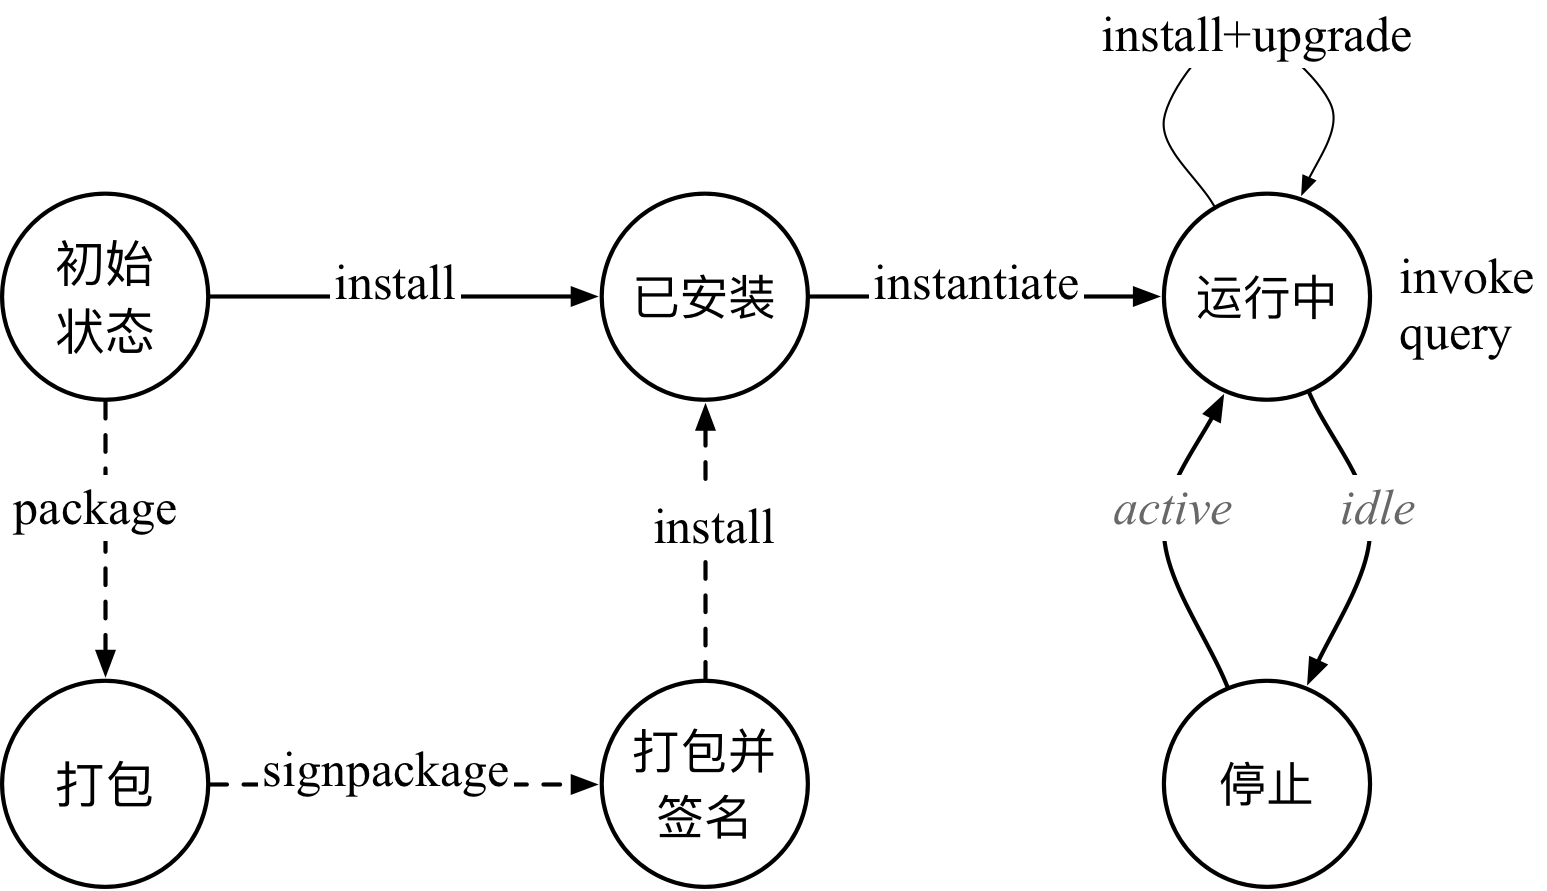 install+upgrade
初始
状态
install
已安装
instantiate
运行中
invoke
query
package
install
active
idle
打包
signpackage
打包并
签名
停止